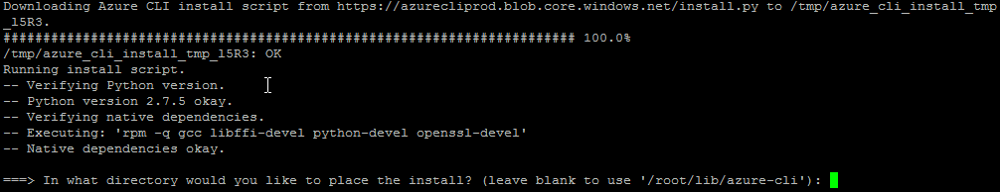 Downloading Azure CLI install script from https://azurecliprod.blob.core.windows.net/install.py to /tmp/azure_cli_install_tmp
_l5R3.
######################################################################## 100.0%
/tmp/azure_cli_install_tmp_l5R3: OK
Running install script.
-- Verifying Python version.
-- Python version 2.7.5 okay.
-- Verifying native dependencies.
-- Executing: 'rpm -q gcc libffi-devel python-devel openssl-devel'
-- Native dependencies okay.
===> In what directory would you like to place the install? (leave blank to use '/root/lib/azure-cli'):